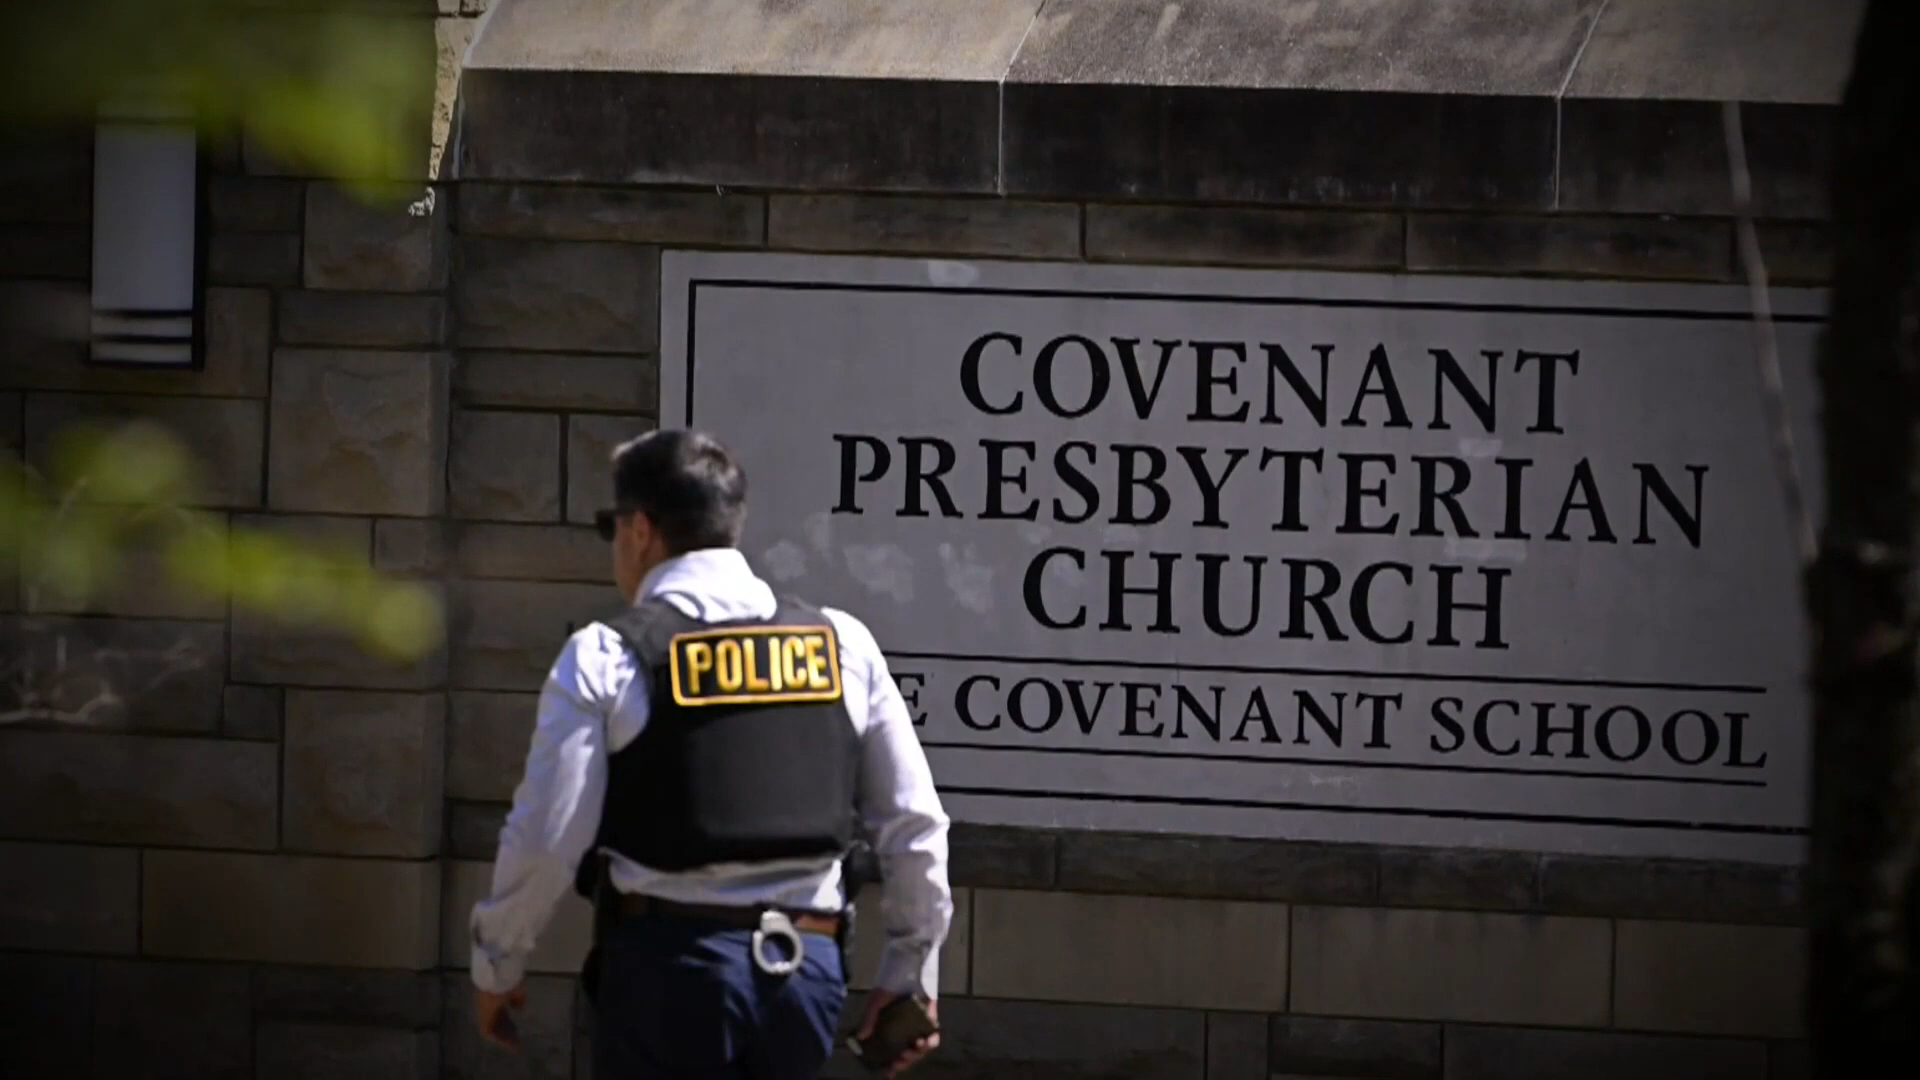 COVENANT
PRESBYTERIAN
CHURCH
COVENANT SCHOOL
POLICE